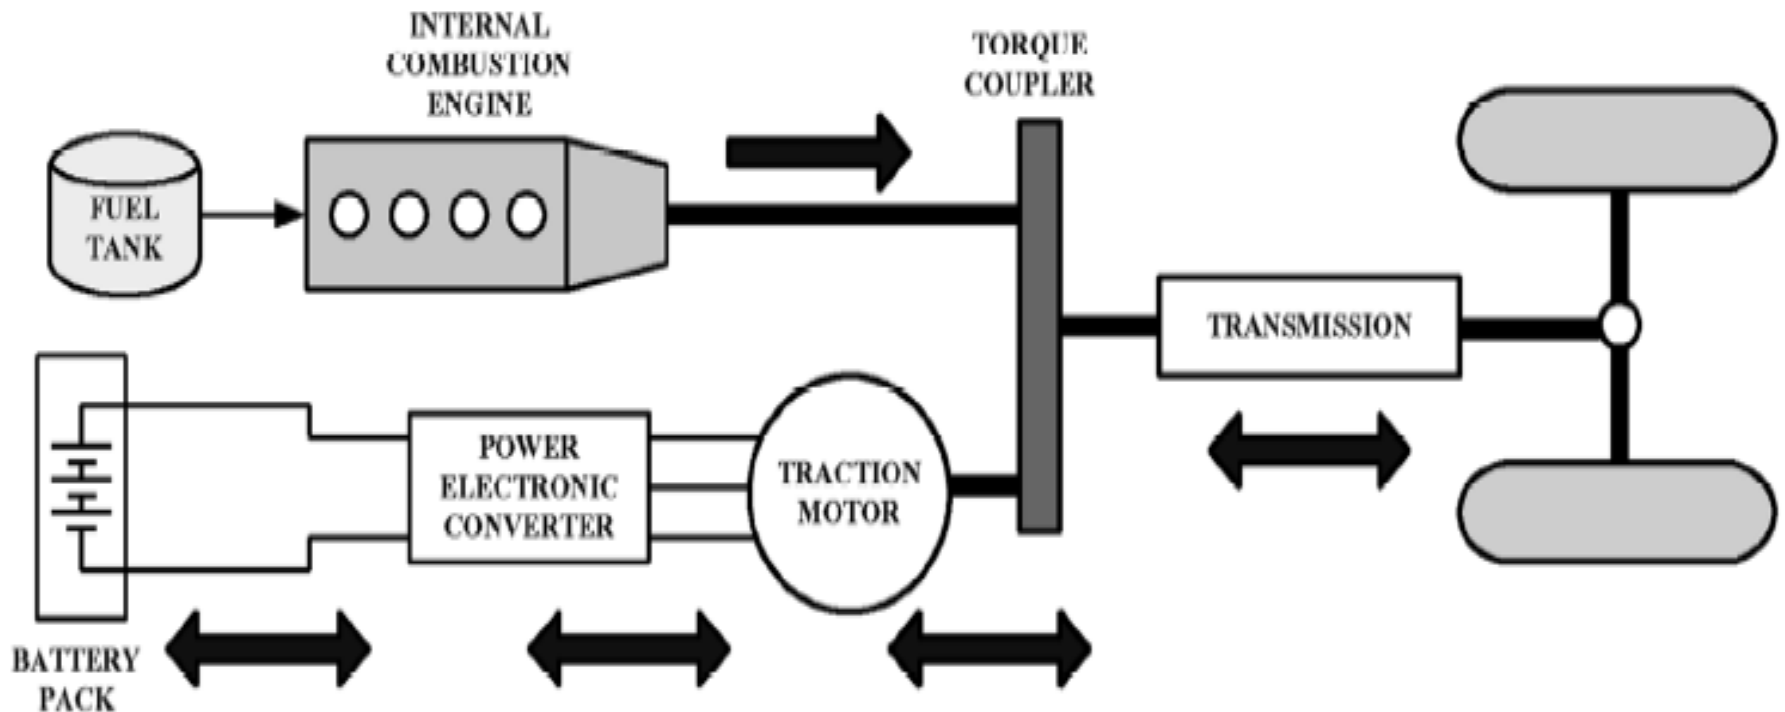 INTERNAL
COMBUSTION
ENGINE
TORQUE
COUPLER
FUEL
TANK
TRANSMISSION
POWER
ELECTRONIC
CONVERTER
TRACTION
MOTOR
BATTERY
PACK